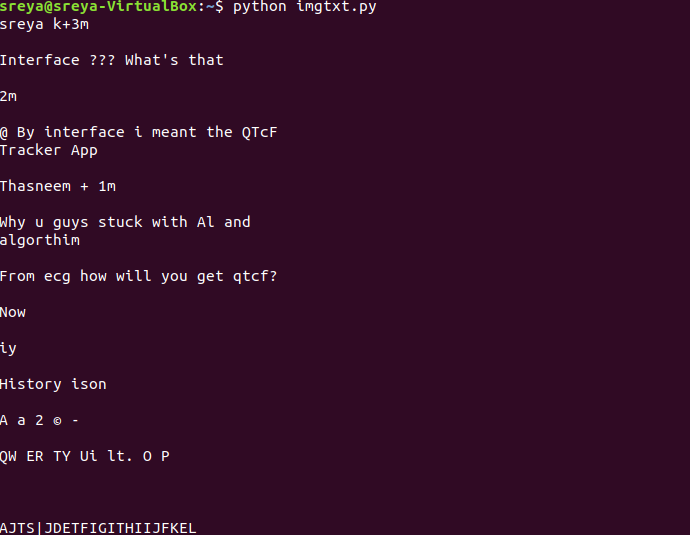 sreya@sreya-VirtualBox:~$ python imgtxt.py
sreya k+3m
Interface ??? What's that
2m
@ By interface i meant the QTcF
Tracker App
Thasneem + 1m
Why u guys stuck with Al and
algorthim
From ecg how will you get qtcf?
Now
iy
History ison
A a 2 © -
QW ER TY Ui lt. O P
AJTS|JDETFIGITHIIJFKEL